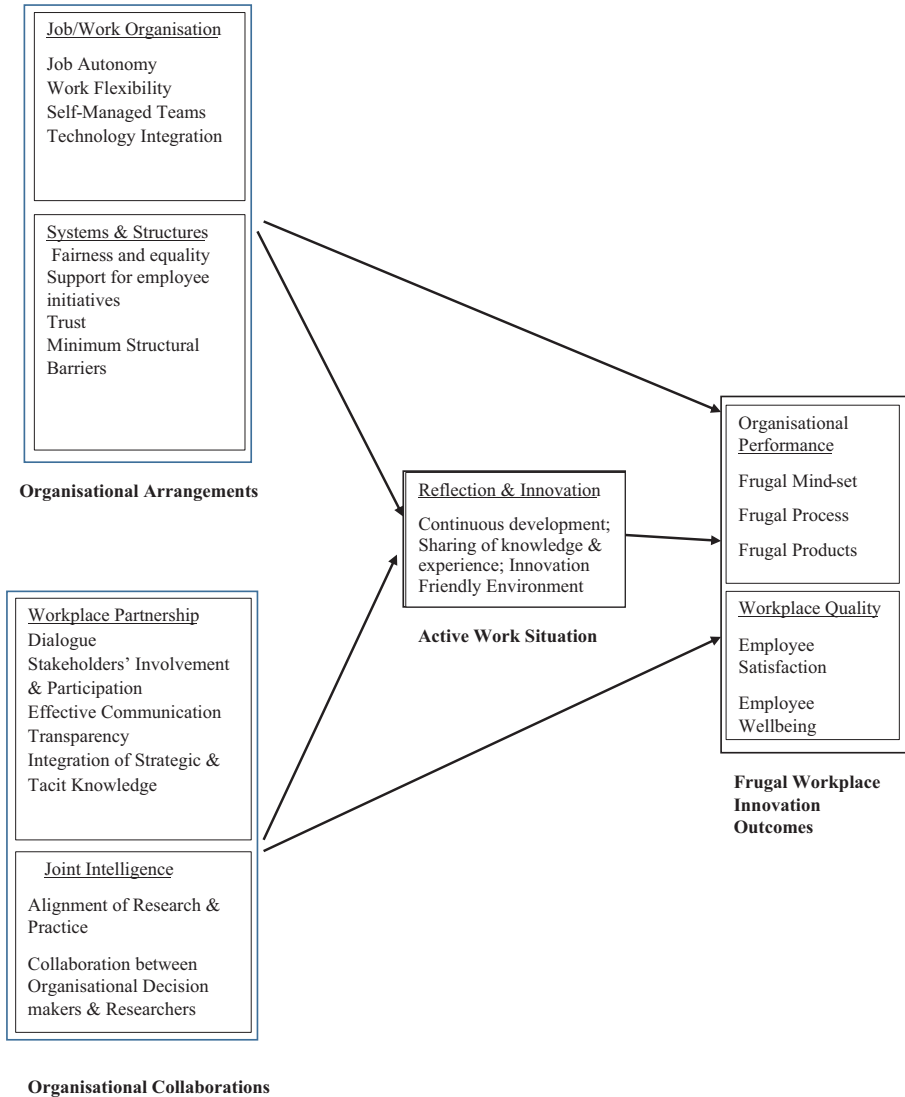 Job/Work Organisation
Job Autonomy
Work Flexibility
Self-Managed Teams
Technology Integration
Systems & Structures
Fairness and equality
Support for employee
initiatives
Trust
Minimum Structural
Barriers
Organisational Arrangements
Workplace Partnership
Dialogue
Stakeholders’ Involvement
& Participation
Effective Communication
Transparency
Integration of Strategic &
Tacit Knowledge
Joint Intelligence
Alignment of Research &
Practice
Collaboration between
Organisational Decision
makers & Researchers
Organisational Collaborations
Reflection & Innovation
Continuous development;
Sharing of knowledge &
experience; Innovation
Friendly Environment
Active Work Situation
Organisational
Performance
Frugal Mind-set
Frugal Process
Frugal Products
Workplace Quality
Employee
Satisfaction
Employee
Wellbeing
Frugal Workplace
Innovation
Outcomes